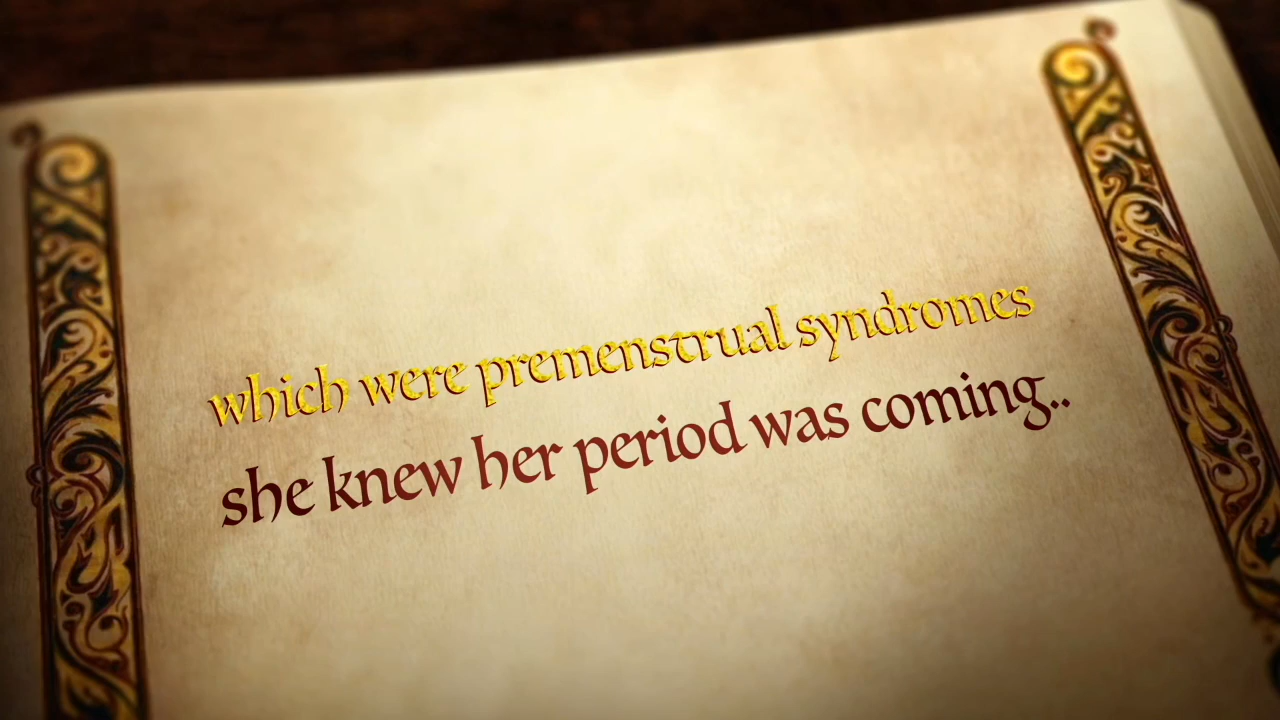 which were premenstrual syndromes
she knew her period was coming..